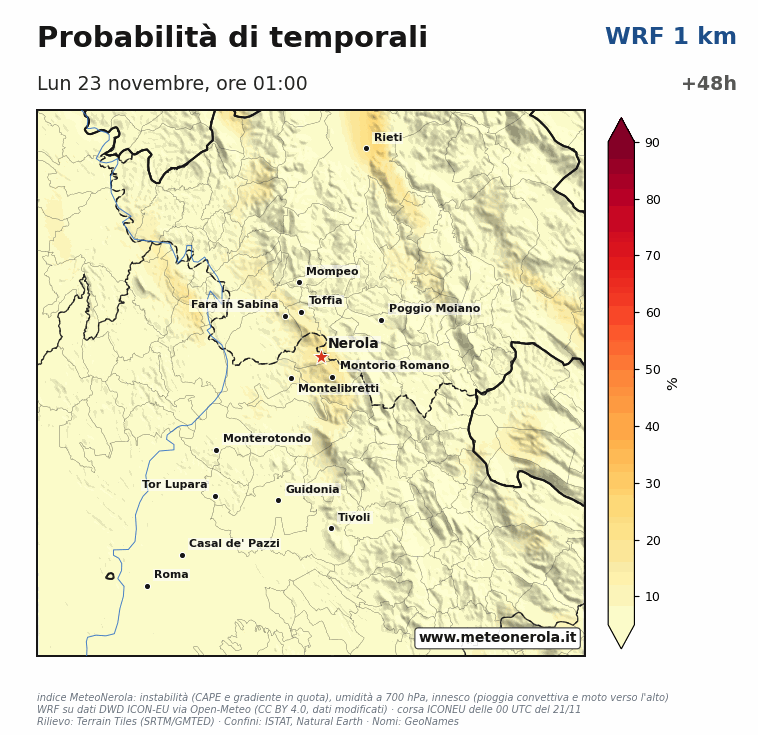 Probabilità di temporali
WRF 1 km
Lun 23 novembre, ore 01:00
+48h
Rieti
Mompeo
Fara in Sabina
Toffia
Poggio Moiano
Nerola
Montorio Romano
Montelibretti
Monterotondo
Tor Lupara
Guidonia
Tivoli
Casal de' Pazzi
Roma
www.meteonerola.it
90
80
70
60
50
40
30
20
10
%
indice MeteoNerola: instabilità (CAPE e gradiente in quota), umidità a 700 hPa, innesco (pioggia convettiva e moto verso l'alto)
WRF su dati DWD ICON-EU via Open-Meteo (CC BY 4.0, dati modificati) · corsa ICONEU delle 00 UTC del 21/11
Rilievo: Terrain Tiles (SRTM/GMTED) · Confini: ISTAT, Natural Earth · Nomi: GeoNames